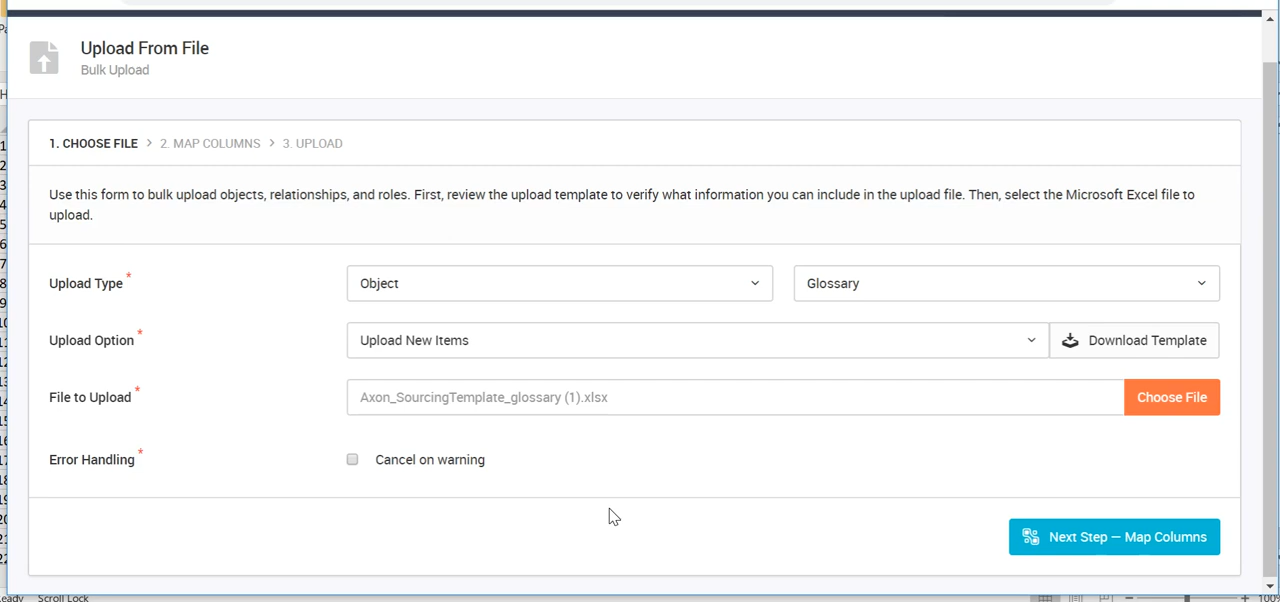 Upload From File
Bulk Upload
1. CHOOSE FILE > 2. MAP COLUMNS > 3. UPLOAD
Use this form to bulk upload objects, relationships, and roles. First, review the upload template to verify what information you can include in the upload file. Then, select the Microsoft Excel file to
upload.
Upload Type * Object Glossary
Upload Option * Upload New Items Download Template
File to Upload * Axon_SourcingTemplate_glossary (1).xlsx Choose File
Error Handling * Cancel on warning
Next Step — Map Columns
Scroll Lock